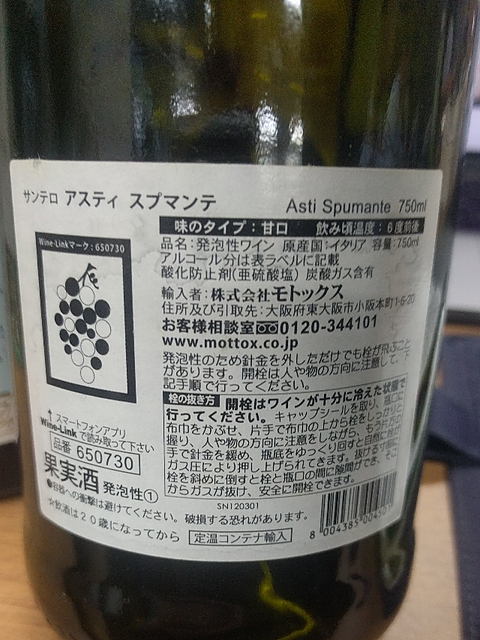 サンテロ アスティ スプマンテ
Asti Spumante 750ml
味のタイプ：甘口 飲み頃温度：6度前後
Wine-Linkマーク：650730
品名：発泡性ワイン 原産国：イタリア 容量：750ml
アルコール分は表ラベルに記載
酸化防止剤(亜硫酸塩) 炭酸ガス含有
輸入者：株式会社モトックス
住所及び引取先：大阪府東大阪市小阪本町1-6-20
お客様相談室 0120-344101
www.mottox.co.jp
発泡性のため針金を外しただけでも栓が飛ぶこと
があります。開栓は人や物の方向に注意して、下
記手順で行ってください。
栓の抜き方 開栓はワインが十分に冷えた状態で
行ってください。キャップシールを取り、瓶口に
布巾をかぶせ、片手で布巾の上から栓をしっかりと
握り、人や物の方向に注意をしながら、もう片方の
手で針金を緩め、瓶底をゆっくり回すと自然に
ガス圧により押し上げられてきます。抜ける
栓を斜めに倒すと栓と瓶口の間に隙間ができ、そこ
からガスが抜け、安全に開栓できます。
スマートフォンアプリ
Wine-Linkで読み取って下さい
品番 650730
果実酒 発泡性①
SN120301
●容器への衝撃は避けてください。破損する恐れがあります。
☆飲酒は20歳になってから
定温コンテナ輸入